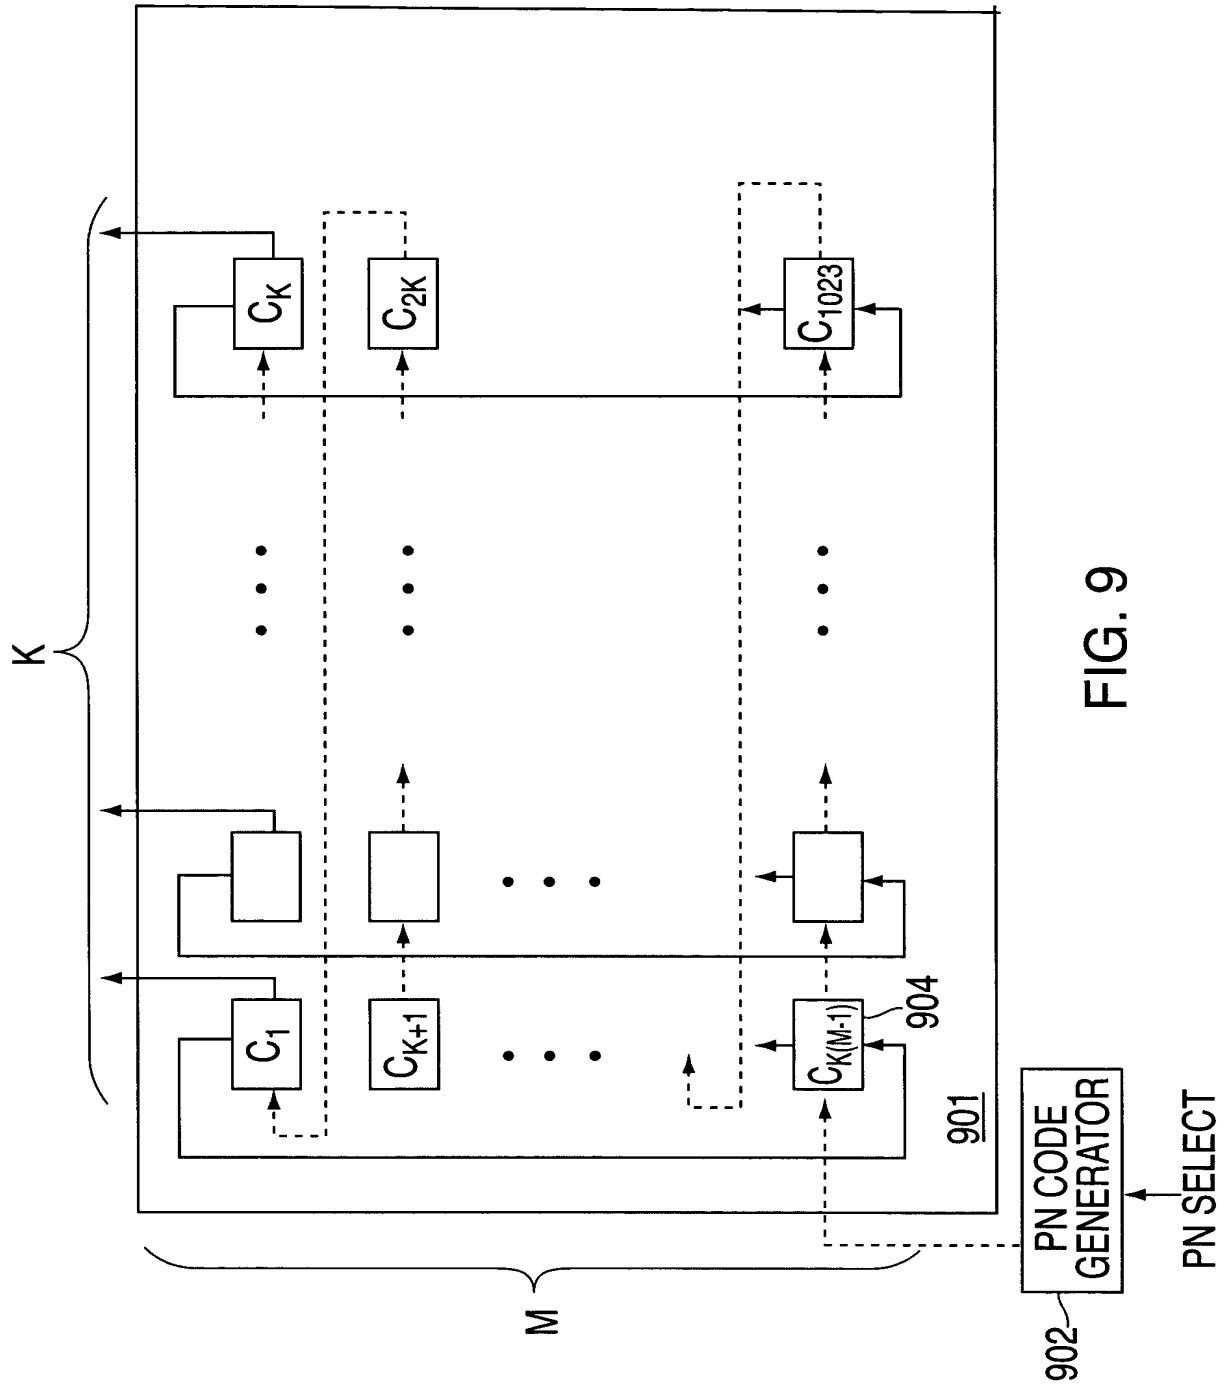 K
C1
CK
CK+1
C2K
CK(M-1)
C1023
904
901
M
PN CODE
GENERATOR
902
PN SELECT
FIG. 9